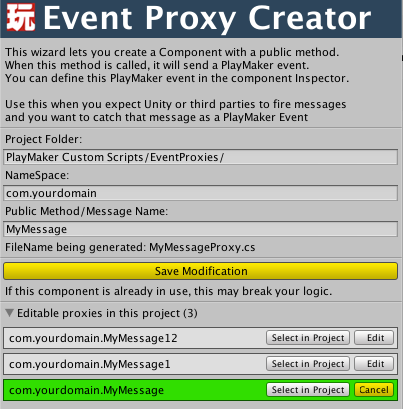 玩 Event Proxy Creator
This wizard lets you create a Component with a public method.
When this method is called, it will send a PlayMaker event.
You can define this PlayMaker event in the component Inspector.
Use this when you expect Unity or third parties to fire messages
and you want to catch that message as a PlayMaker Event
Project Folder:
PlayMaker Custom Scripts/EventProxies/
NameSpace:
com.yourdomain
Public Method/Message Name:
MyMessage
FileName being generated: MyMessageProxy.cs
Save Modification
If this component is already in use, this may break your logic.
Editable proxies in this project (3)
com.yourdomain.MyMessage12 Select in Project Edit
com.yourdomain.MyMessage1 Select in Project Edit
com.yourdomain.MyMessage Select in Project Cancel